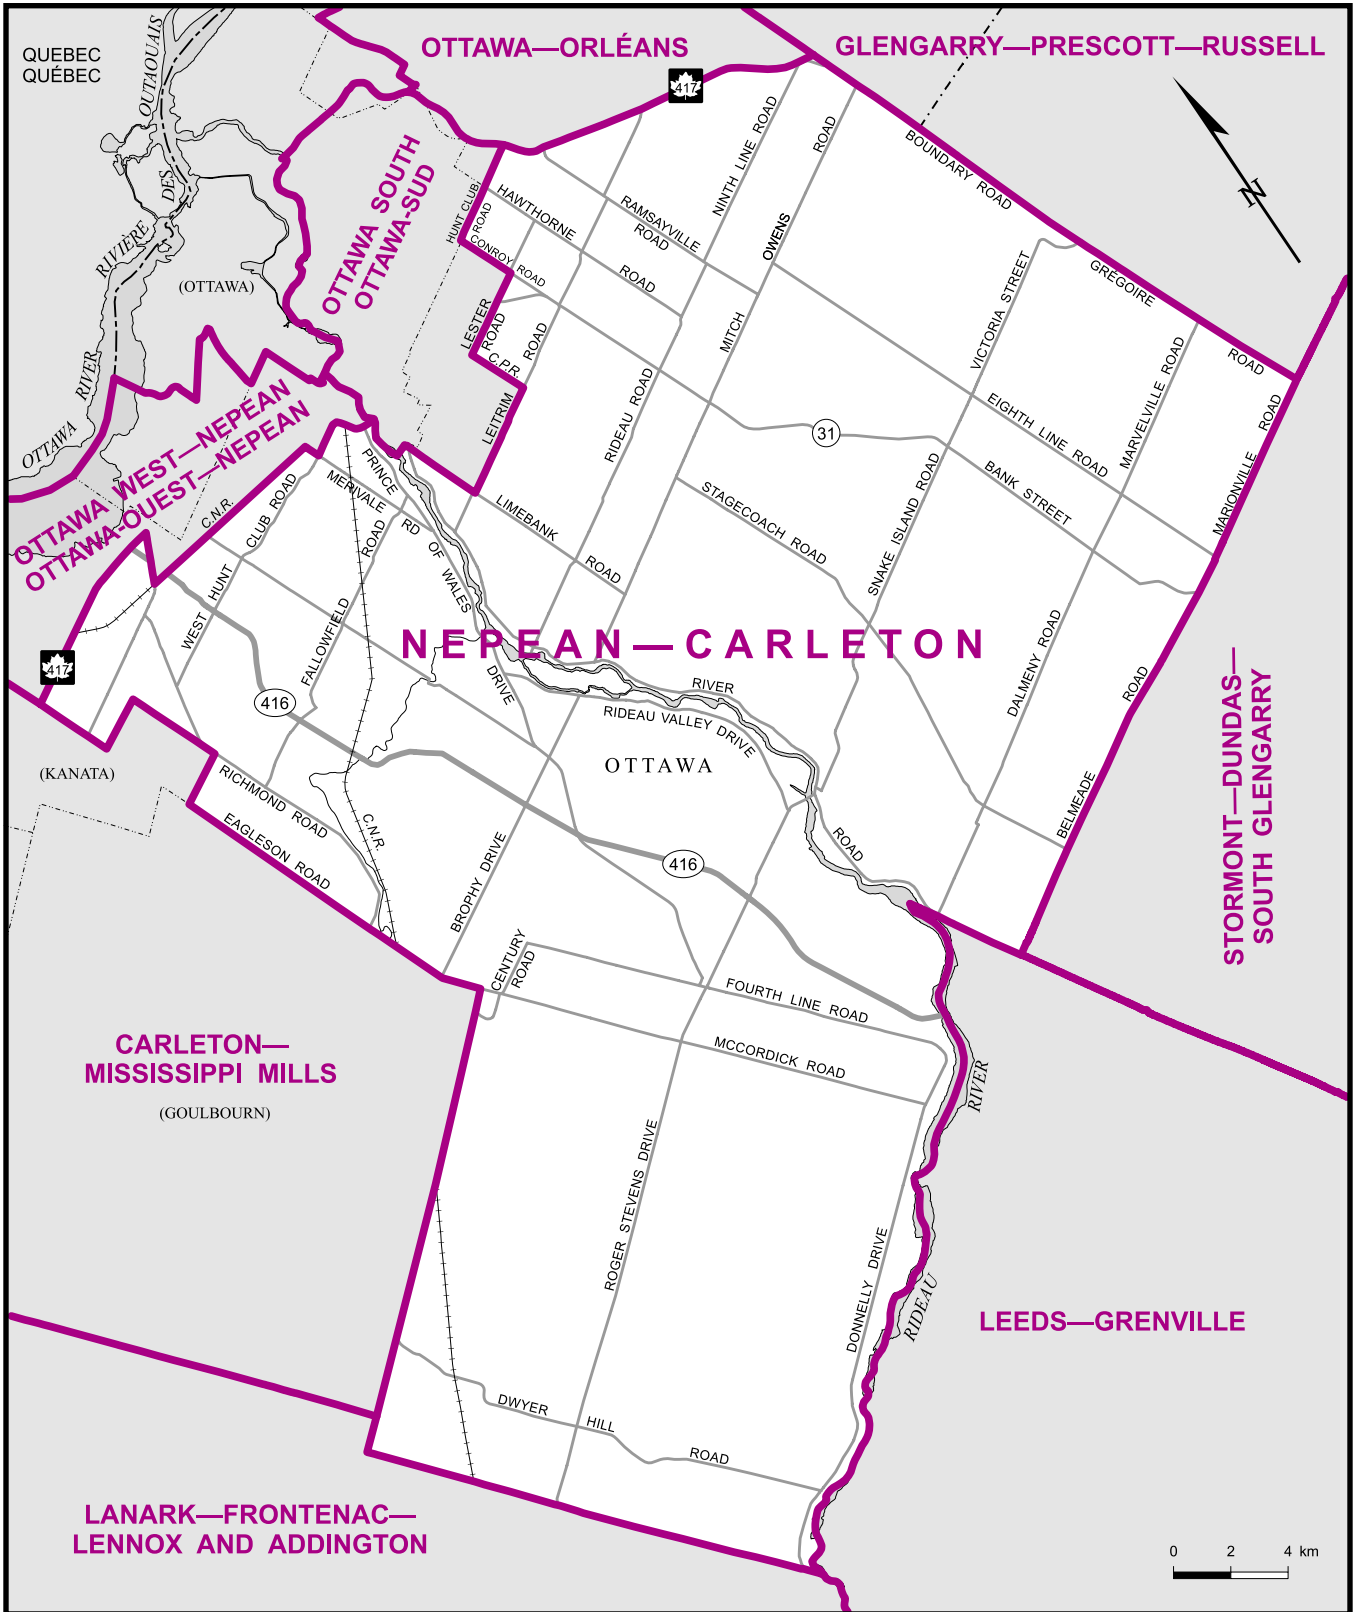 QUEBEC
QUÉBEC
OTTAWA—ORLÉANS
GLENGARRY—PRESCOTT—RUSSELL
417
OUTAOUAIS
DES
RIVIÈRE
(OTTAWA)
OTTAWA
RIVER
OTTAWA SOUTH
OTTAWA-SUD
HUNT CLUB
ROAD
HAWTHORNE
ROAD
CONROY ROAD
RAMSAYVILLE
ROAD
NINTH LINE ROAD
OWENS
ROAD
MITCH
BOUNDARY ROAD
N
VICTORIA STREET
GRÉGOIRE
ROAD
LESTER
ROAD
C.P.R.
ROAD
LEITRIM
RIDEAU ROAD
31
EIGHTH LINE ROAD
MARVELVILLE ROAD
MARIONVILLE ROAD
BANK STREET
STAGECOACH ROAD
SNAKE ISLAND ROAD
OTTAWA WEST—NEPEAN
OTTAWA-OUEST—NEPEAN
C.N.R.
WEST HUNT CLUB ROAD
MERIVALE RD
PRINCE OF WALES DRIVE
FALLOWFIELD ROAD
LIMEBANK
ROAD
NEPEAN—CARLETON
417
416
RIVER
ROAD
RIDEAU VALLEY DRIVE
OTTAWA
DALMENY ROAD
BELMEADE ROAD
STORMONT—DUNDAS—
SOUTH GLENGARRY
(KANATA)
RICHMOND ROAD
EAGLESON ROAD
C.N.R.
BROPHY DRIVE
416
CENTURY
ROAD
FOURTH LINE ROAD
MCCORDICK ROAD
CARLETON—
MISSISSIPPI MILLS
(GOULBOURN)
ROGER STEVENS DRIVE
DONNELLY DRIVE
RIDEAU
RIVER
LEEDS—GRENVILLE
DWYER HILL ROAD
LANARK—FRONTENAC—
LENNOX AND ADDINGTON
0 2 4 km